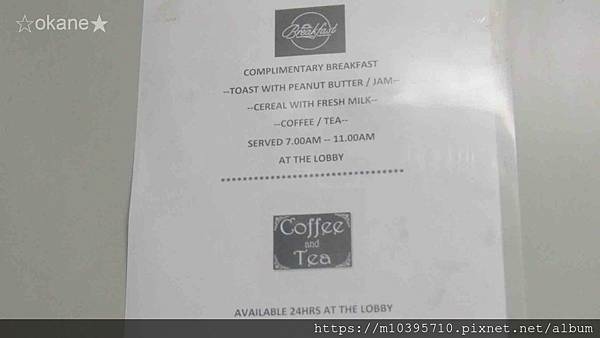 ☆okane★
Breakfast
COMPLIMENTARY BREAKFAST
--TOAST WITH PEANUT BUTTER / JAM--
--CEREAL WITH FRESH MILK--
--COFFEE / TEA--
SERVED 7.00AM -- 11.00AM
AT THE LOBBY
Coffee
and
Tea
AVAILABLE 24HRS AT THE LOBBY
https://m10395710.pixnet.net/album